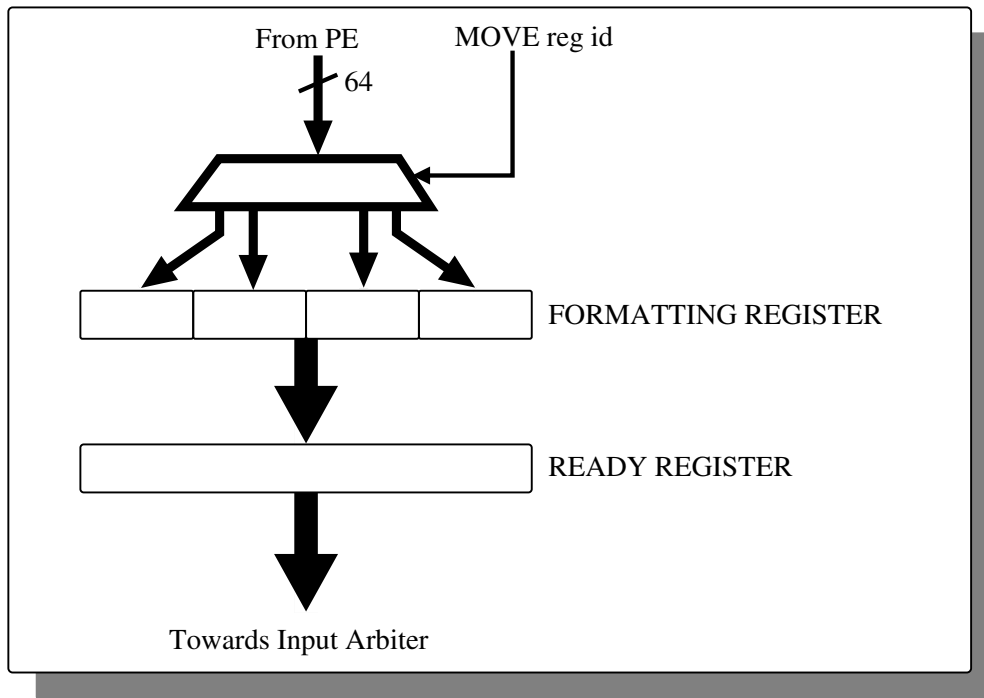 From PE
MOVE reg id
64
FORMATTING REGISTER
READY REGISTER
Towards Input Arbiter